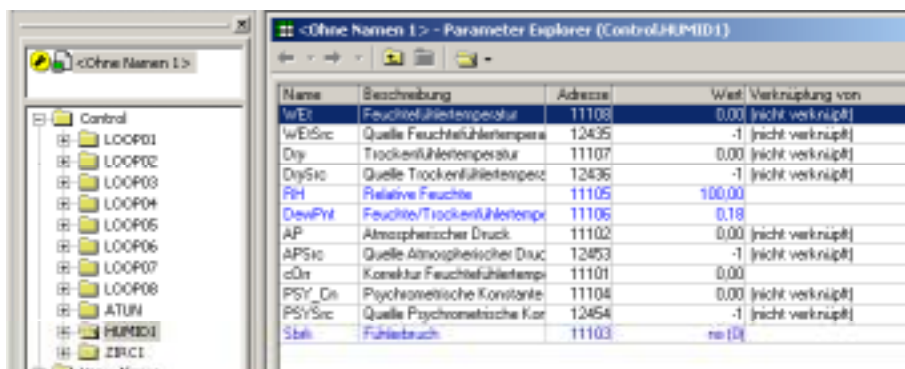 <Ohne Namen 1> - Parameter Explorer (Control.HUMID1)
<Ohne Namen 1>
Control
LOOP01
LOOP02
LOOP03
LOOP04
LOOP05
LOOP06
LOOP07
LOOP08
ATUN
HUMID1
ZIRC1
Name Beschreibung Adresse Wert Verknüpfung von
WEt Feuchtefühlertemperatur 11108 0,00 (nicht verknüpft)
WEtSrc Quelle Feuchtefühlertempera 12435 -1 (nicht verknüpft)
Dry Trockenfühlertemperatur 11107 0,00 (nicht verknüpft)
DrySrc Quelle Trockenfühlertempera 12436 -1 (nicht verknüpft)
RH Relative Feuchte 11105 100,00
DewPnt Feuchte/Trockenfühlertempe 11106 0,18
AP Atmospherischer Druck 11102 0,00 (nicht verknüpft)
APSrc Quelle Atmospherischer Druc 12453 -1 (nicht verknüpft)
cOrr Korrektur Feuchtefühlertemp 11101 0,00
PSY_Cn Psychrometrische Konstante 11104 0,00 (nicht verknüpft)
PSYSrc Quelle Psychrometrische Kor 12454 -1 (nicht verknüpft)
Sbrk Fühlerbruch 11103 no (0)